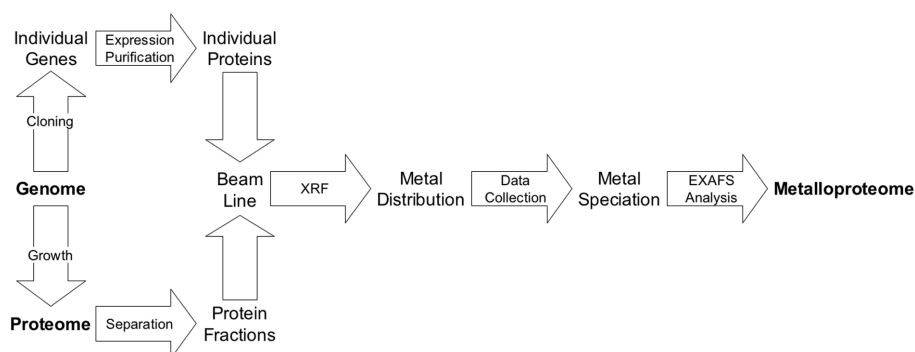 Individual
Genes
Expression
Purification
Individual
Proteins
Cloning
Genome
Beam
Line
XRF
Metal
Distribution
Data
Collection
Metal
Speciation
EXAFS
Analysis
Metalloproteome
Growth
Proteome
Separation
Protein
Fractions